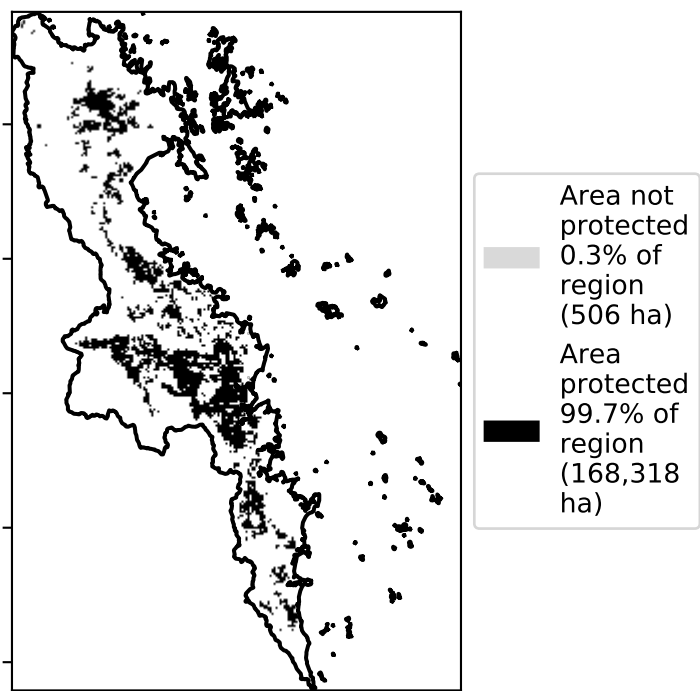 Area not
protected
0.3% of
region
(506 ha)
Area
protected
99.7% of
region
(168,318
ha)